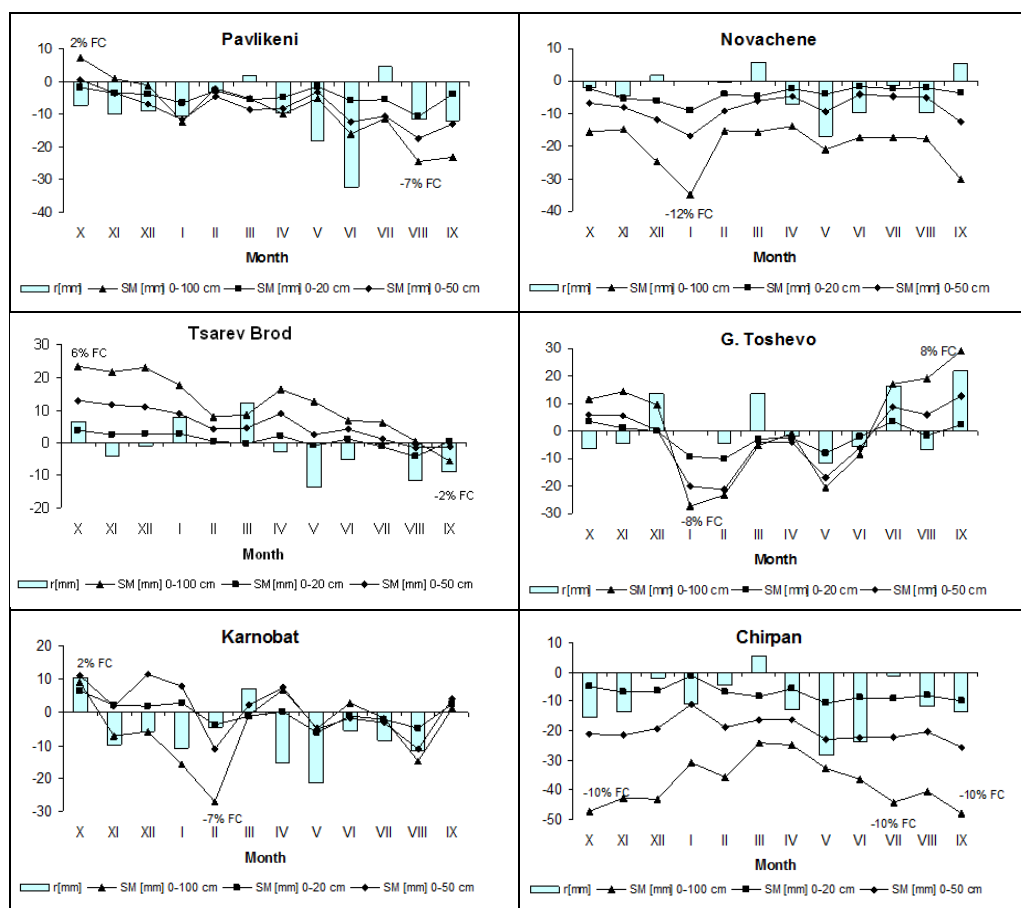 Pavlikeni
2% FC
10
0
-10
-20
-30
-40
-7% FC
X XI XII I II III IV V VI VII VIII IX
Month
r[mm] SM [mm] 0-100 cm SM [mm] 0-20 cm SM [mm] 0-50 cm
Novachene
10
0
-10
-20
-30
-40
-12% FC
X XI XII I II III IV V VI VII VIII IX
Month
r[mm] SM [mm] 0-100 cm SM [mm] 0-20 cm SM [mm] 0-50 cm
Tsarev Brod
30
6% FC
20
10
0
-10
-20
-2% FC
X XI XII I II III IV V VI VII VIII IX
Month
r[mm] SM [mm] 0-100 cm SM [mm] 0-20 cm SM [mm] 0-50 cm
G. Toshevo
30
8% FC
20
10
0
-10
-20
-30
-8% FC
X XI XII I II III IV V VI VII VIII IX
Month
r[mm] SM [mm] 0-100 cm SM [mm] 0-20 cm SM [mm] 0-50 cm
Karnobat
20
2% FC
10
0
-10
-20
-30
-7% FC
X XI XII I II III IV V VI VII VIII IX
Month
r[mm] SM [mm] 0-100 cm SM [mm] 0-20 cm SM [mm] 0-50 cm
Chirpan
10
0
-10
-20
-30
-40
-50
-10% FC
-10% FC
-10% FC
X XI XII I II III IV V VI VII VIII IX
Month
r[mm] SM [mm] 0-100 cm SM [mm] 0-20 cm SM [mm] 0-50 cm